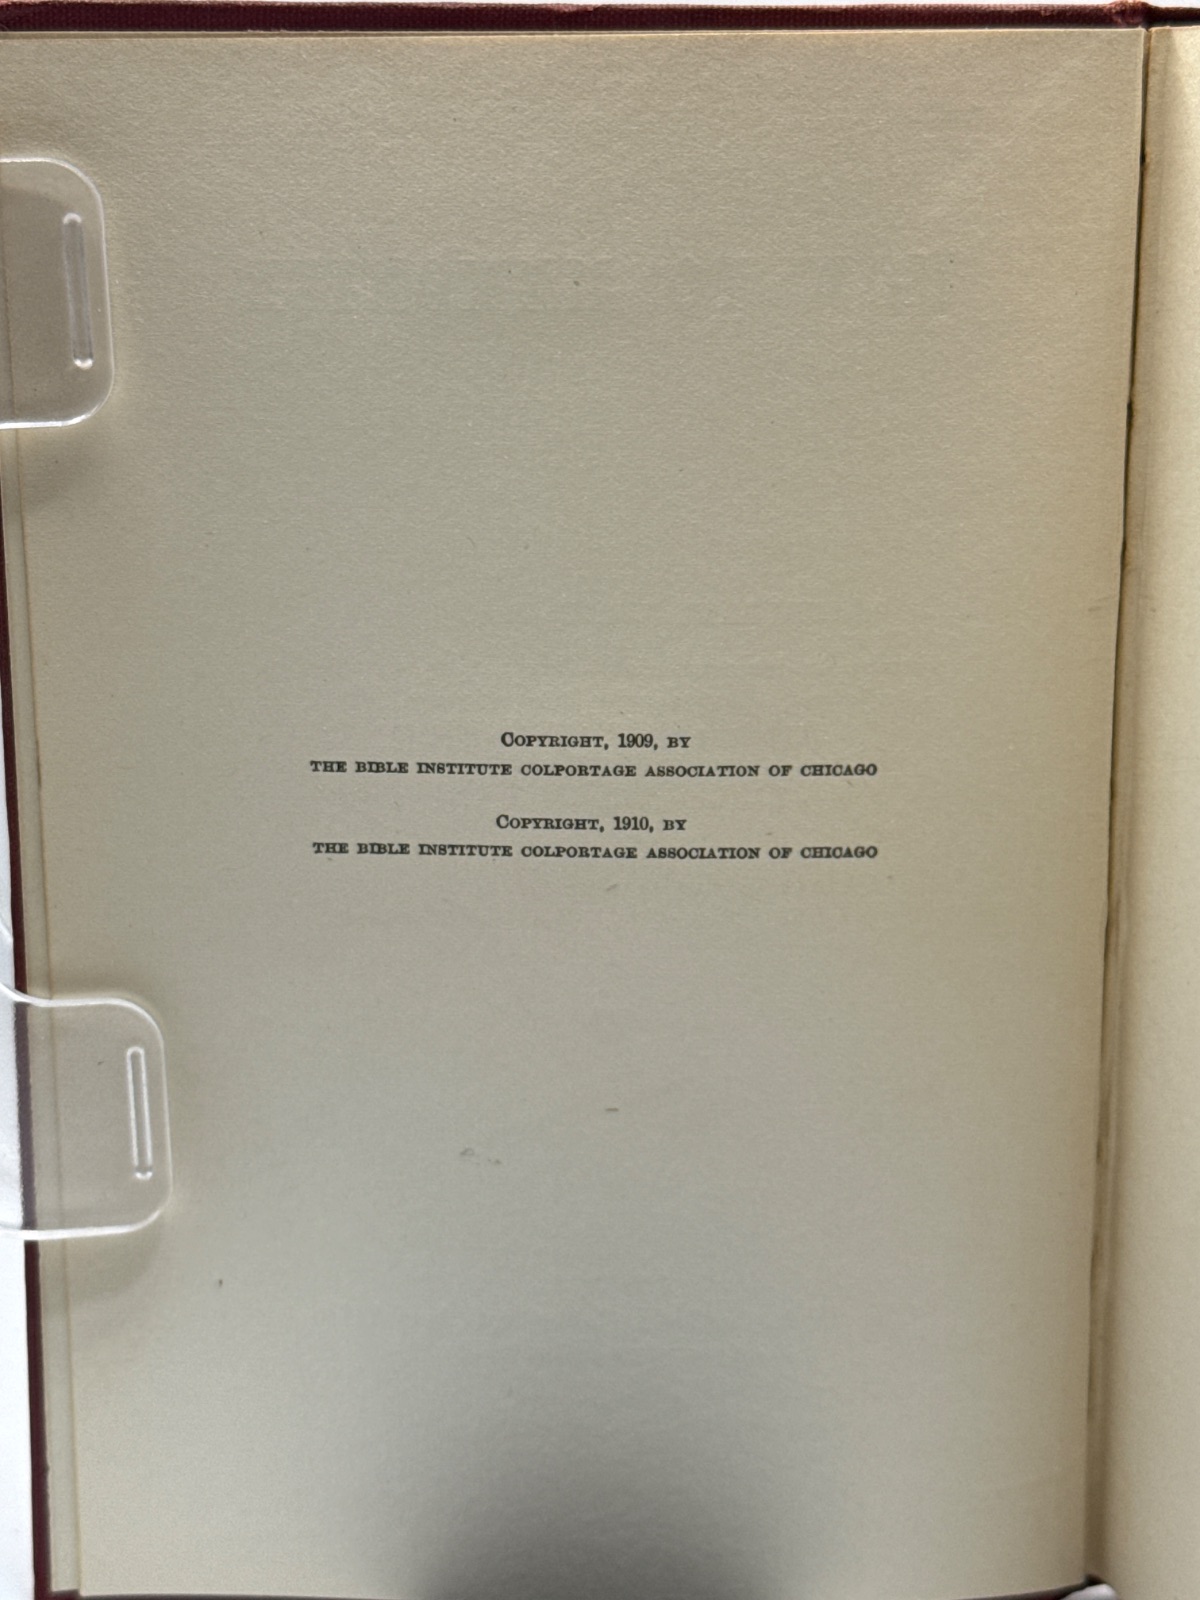 COPYRIGHT, 1909, BY
THE BIBLE INSTITUTE COLPORTAGE ASSOCIATION OF CHICAGO
COPYRIGHT, 1910, BY
THE BIBLE INSTITUTE COLPORTAGE ASSOCIATION OF CHICAGO